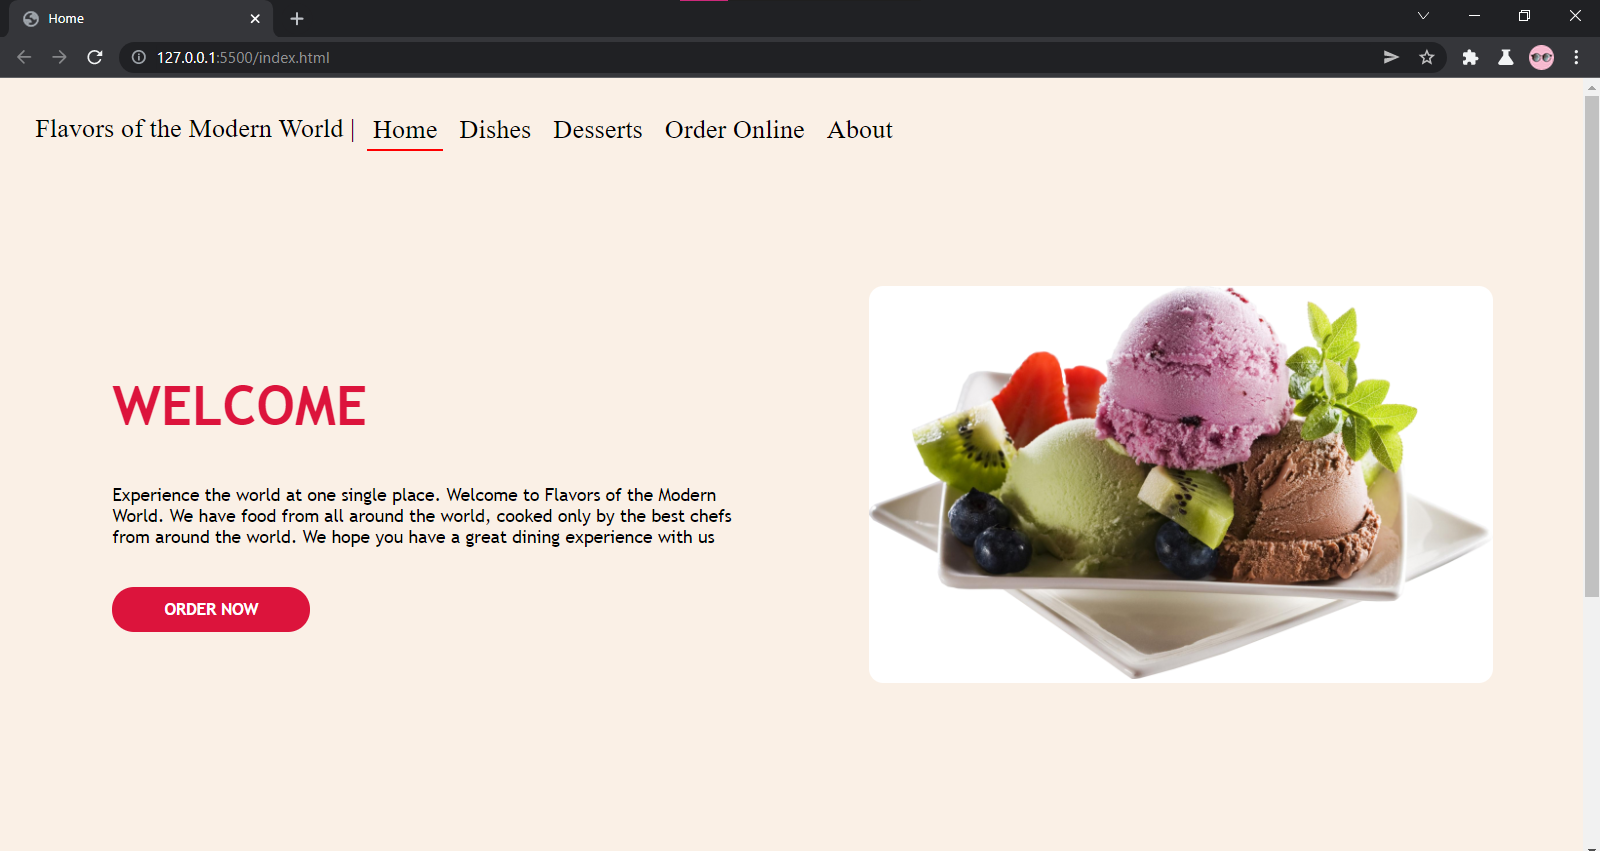 Home
127.0.0.1:5500/index.html
Flavors of the Modern World | Home Dishes Desserts Order Online About
WELCOME
Experience the world at one single place. Welcome to Flavors of the Modern
World. We have food from all around the world, cooked only by the best chefs
from around the world. We hope you have a great dining experience with us
ORDER NOW